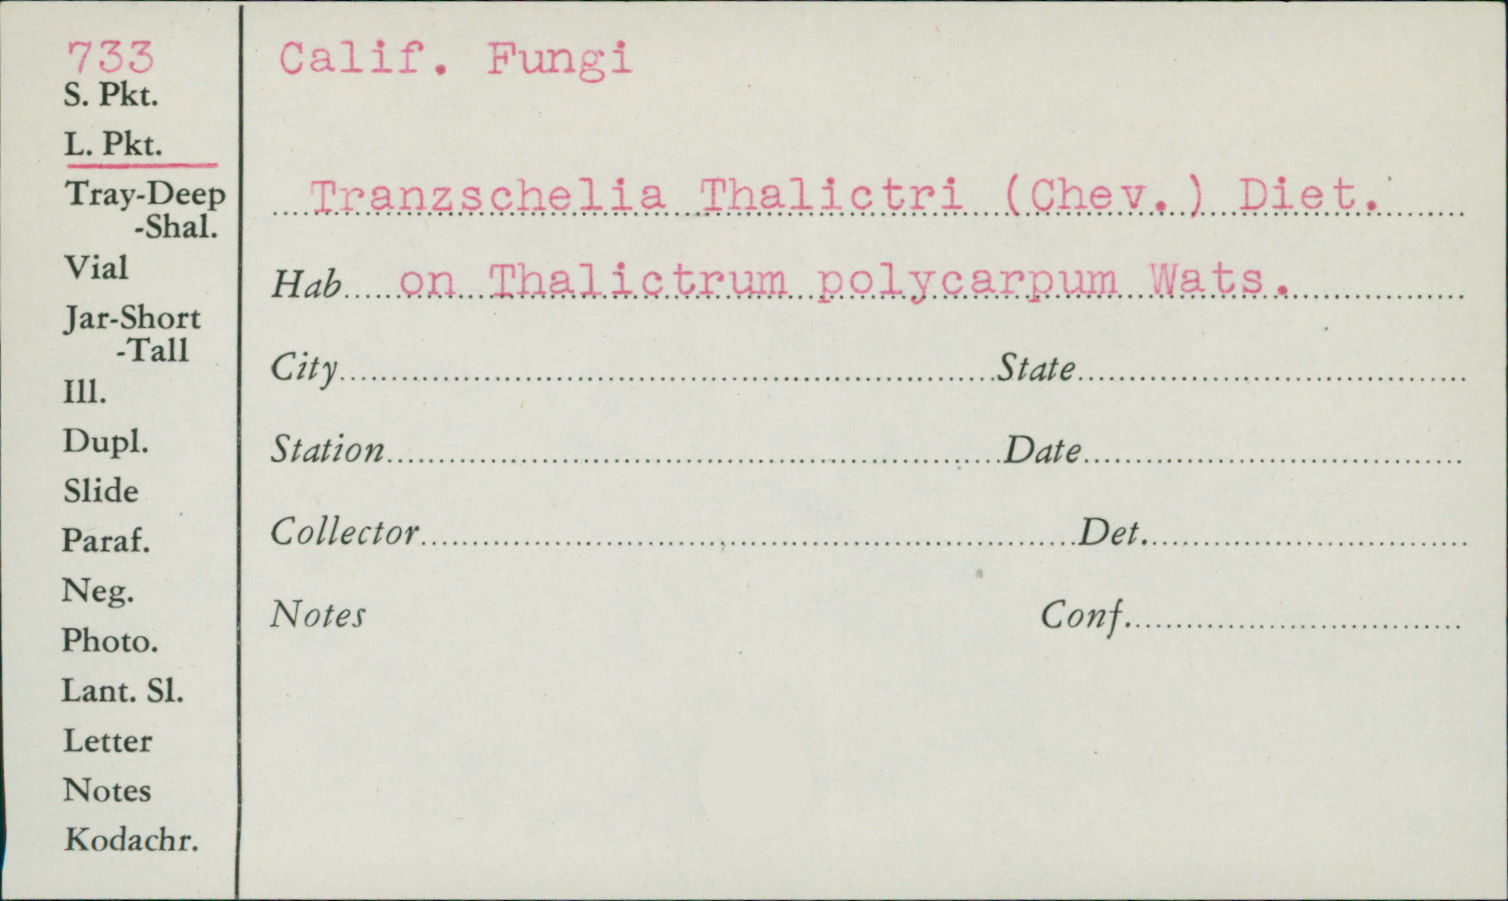 733
S. Pkt.
L. Pkt.
Tray-Deep
-Shal.
Vial
Jar-Short
-Tall
Ill.
Dupl.
Slide
Paraf.
Neg.
Photo.
Lant. Sl.
Letter
Notes
Kodachr.
Calif. Fungi
Tranzschelia Thalictri (Chev.) Diet.
Hab on Thalictrum polycarpum Wats.
City State
Station Date
Collector Det.
Notes Conf.